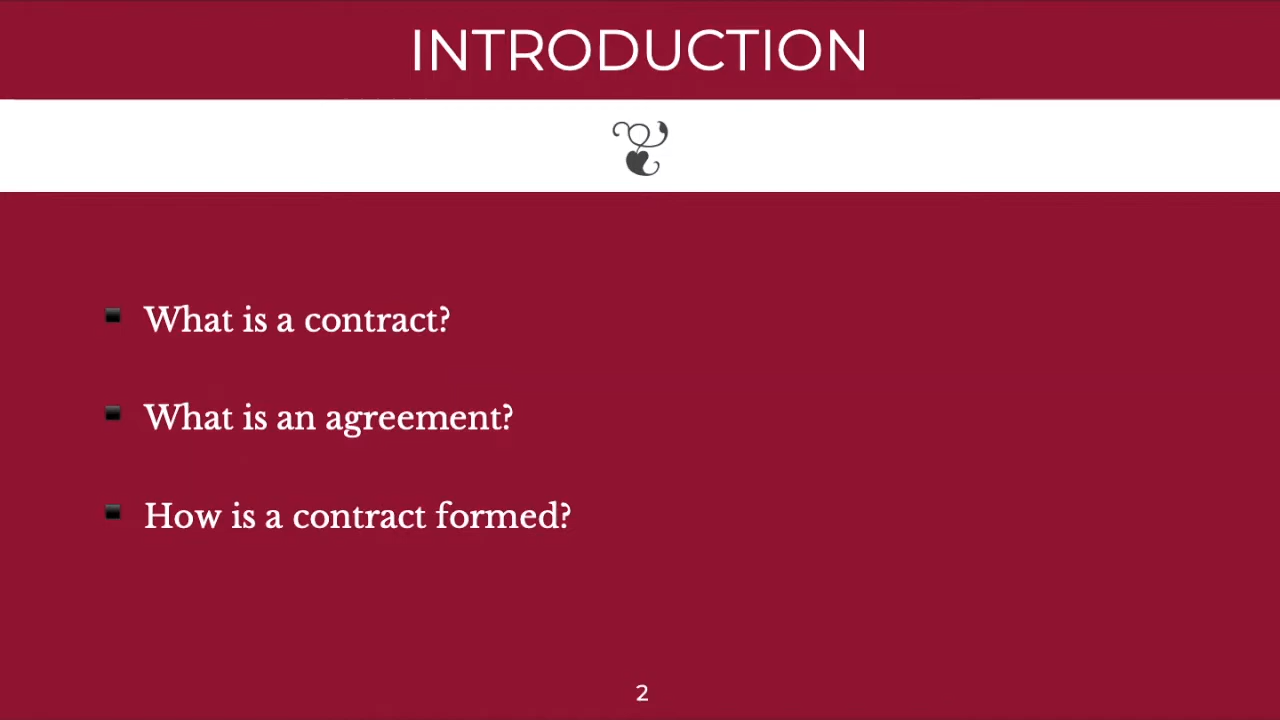 INTRODUCTION
What is a contract?
What is an agreement?
How is a contract formed?
2